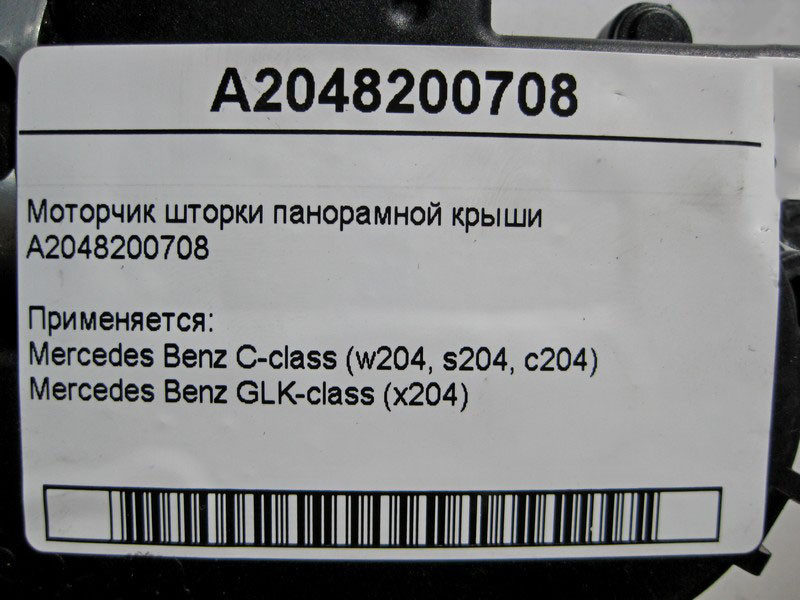 A2048200708
Моторчик шторки панорамной крыши
A2048200708
Применяется:
Mercedes Benz C-class (w204, s204, c204)
Mercedes Benz GLK-class (x204)